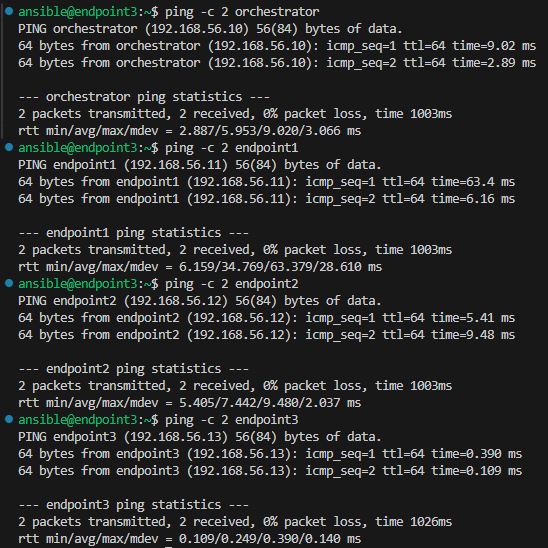 ansible@endpoint3:~$ ping -c 2 orchestrator
PING orchestrator (192.168.56.10) 56(84) bytes of data.
64 bytes from orchestrator (192.168.56.10): icmp_seq=1 ttl=64 time=9.02 ms
64 bytes from orchestrator (192.168.56.10): icmp_seq=2 ttl=64 time=2.89 ms

--- orchestrator ping statistics ---
2 packets transmitted, 2 received, 0% packet loss, time 1003ms
rtt min/avg/max/mdev = 2.887/5.953/9.020/3.066 ms
ansible@endpoint3:~$ ping -c 2 endpoint1
PING endpoint1 (192.168.56.11) 56(84) bytes of data.
64 bytes from endpoint1 (192.168.56.11): icmp_seq=1 ttl=64 time=63.4 ms
64 bytes from endpoint1 (192.168.56.11): icmp_seq=2 ttl=64 time=6.16 ms

--- endpoint1 ping statistics ---
2 packets transmitted, 2 received, 0% packet loss, time 1003ms
rtt min/avg/max/mdev = 6.159/34.769/63.379/28.610 ms
ansible@endpoint3:~$ ping -c 2 endpoint2
PING endpoint2 (192.168.56.12) 56(84) bytes of data.
64 bytes from endpoint2 (192.168.56.12): icmp_seq=1 ttl=64 time=5.41 ms
64 bytes from endpoint2 (192.168.56.12): icmp_seq=2 ttl=64 time=9.48 ms

--- endpoint2 ping statistics ---
2 packets transmitted, 2 received, 0% packet loss, time 1003ms
rtt min/avg/max/mdev = 5.405/7.442/9.480/2.037 ms
ansible@endpoint3:~$ ping -c 2 endpoint3
PING endpoint3 (192.168.56.13) 56(84) bytes of data.
64 bytes from endpoint3 (192.168.56.13): icmp_seq=1 ttl=64 time=0.390 ms
64 bytes from endpoint3 (192.168.56.13): icmp_seq=2 ttl=64 time=0.109 ms

--- endpoint3 ping statistics ---
2 packets transmitted, 2 received, 0% packet loss, time 1026ms
rtt min/avg/max/mdev = 0.109/0.249/0.390/0.140 ms